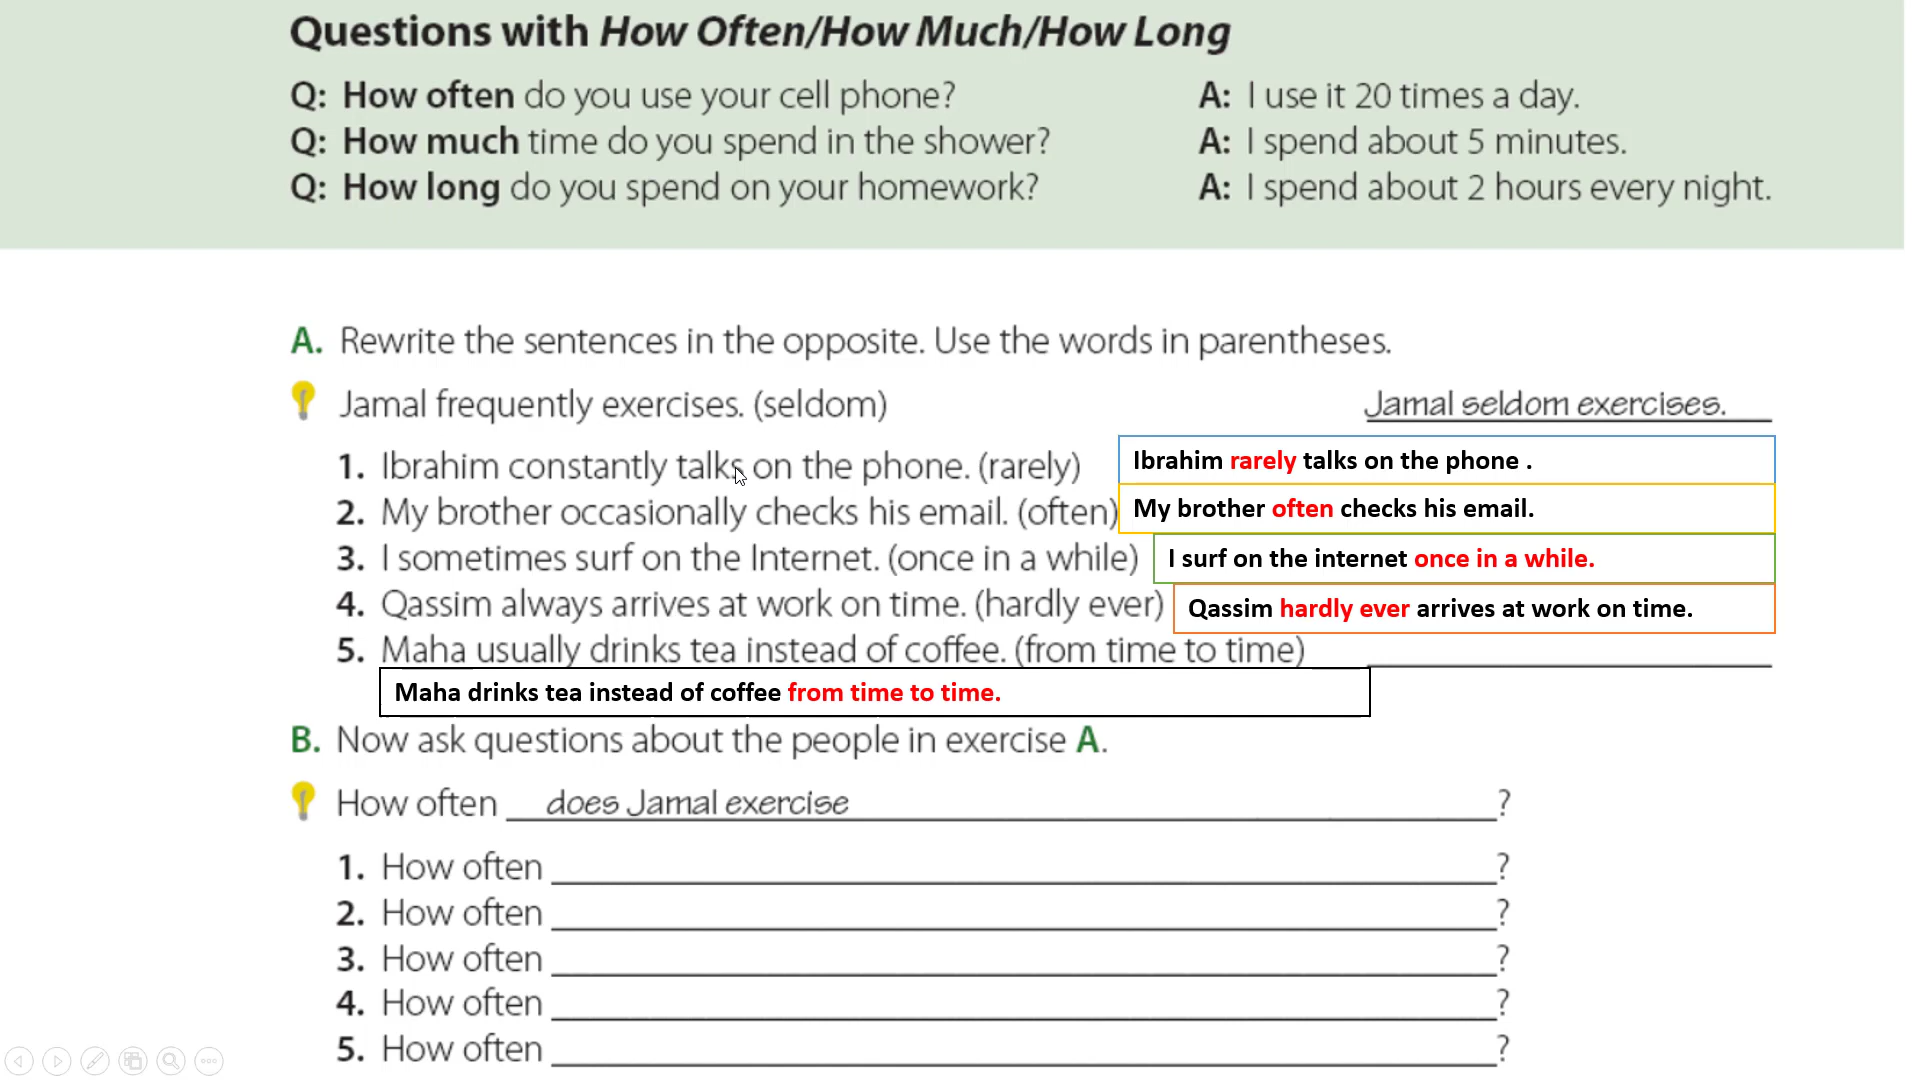 Questions with How Often/How Much/How Long
Q: How often do you use your cell phone? A: I use it 20 times a day.
Q: How much time do you spend in the shower? A: I spend about 5 minutes.
Q: How long do you spend on your homework? A: I spend about 2 hours every night.
A. Rewrite the sentences in the opposite. Use the words in parentheses.
Jamal frequently exercises. (seldom) Jamal seldom exercises.
1. Ibrahim constantly talks on the phone. (rarely) Ibrahim rarely talks on the phone .
2. My brother occasionally checks his email. (often) My brother often checks his email.
3. I sometimes surf on the Internet. (once in a while) I surf on the internet once in a while.
4. Qassim always arrives at work on time. (hardly ever) Qassim hardly ever arrives at work on time.
5. Maha usually drinks tea instead of coffee. (from time to time)
Maha drinks tea instead of coffee from time to time.
B. Now ask questions about the people in exercise A.
How often does Jamal exercise ?
1. How often ?
2. How often ?
3. How often ?
4. How often ?
5. How often ?